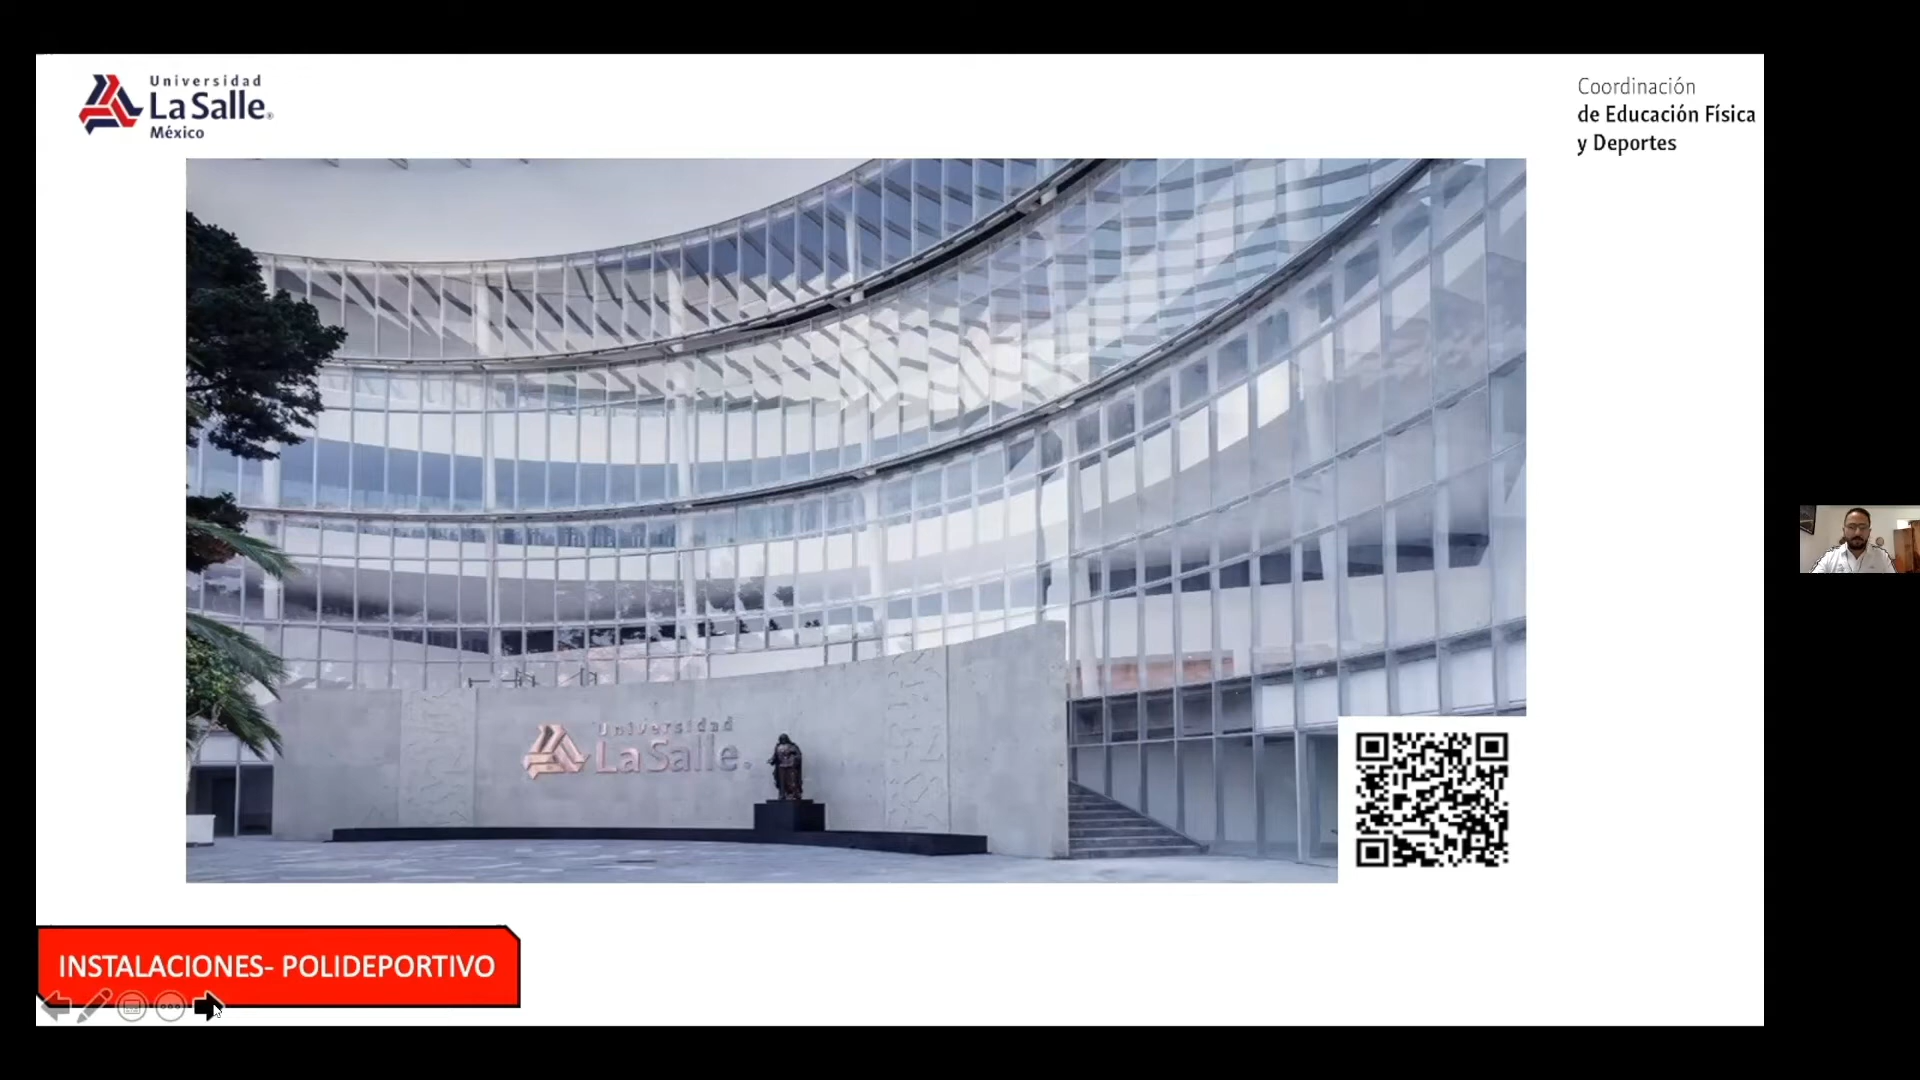 Universidad
La Salle®
México
Coordinación
de Educación Física
y Deportes
Universidad
La Salle®
INSTALACIONES- POLIDEPORTIVO